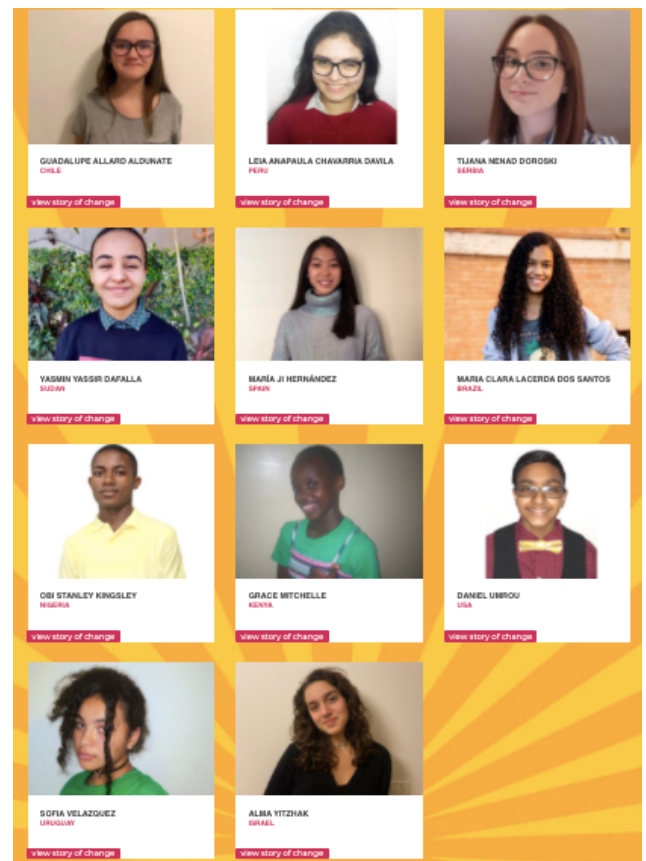 GUADALUPE ALLARD ALDUNATE
CHILE
view story of change
LEIA ANAPAULA CHAVARRIA DAVILA
PERU
view story of change
TIJANA NENAD DOROSKI
SERBIA
view story of change
YASMIN YASSIR DAFALLA
SUDAN
view story of change
MARÍA JI HERNÁNDEZ
SPAIN
view story of change
MARIA CLARA LACERDA DOS SANTOS
BRAZIL
view story of change
OBI STANLEY KINGSLEY
NIGERIA
view story of change
GRACE MITCHELLE
KENYA
view story of change
DANIEL UMROU
USA
view story of change
SOFIA VELAZQUEZ
URUGUAY
view story of change
ALMA YITZHAK
ISRAEL
view story of change